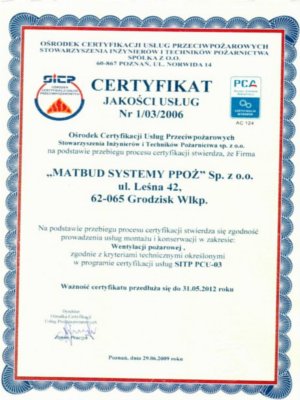 OŚRODEK CERTYFIKACJI USŁUG PRZECIWPOŻAROWYCH
STOWARZYSZENIA INŻYNIERÓW I TECHNIKÓW POŻARNICTWA
SPÓŁKA Z O.O.
60-867 POZNAŃ, UL. NORWIDA 14
SITP
PCA
CERTYFIKAT
JAKOŚCI USŁUG
Nr 1/03/2006
AC 124
Ośrodek Certyfikacji Usług Przeciwpożarowych
Stowarzyszenia Inżynierów i Techników Pożarnictwa sp. z o.o.
na podstawie przebiegu procesu certyfikacji stwierdza, że Firma
„MATBUD SYSTEMY PPOŻ" Sp. z o.o.
ul. Leśna 42,
62-065 Grodzisk Wlkp.
Na podstawie przebiegu procesu certyfikacji stwierdza się zgodność
prowadzenia usług montażu i konserwacji w zakresie:
Wentylacji pożarowej ,
zgodnie z kryteriami technicznymi określonymi
w programie certyfikacji usług SITP PCU-03
Ważność certyfikatu przedłuża się do 31.05.2012 roku
Dyrektor
Ośrodka Certyfikacji
Usług Przeciwpożarowych
Poznań, dnia 29.06.2009 roku